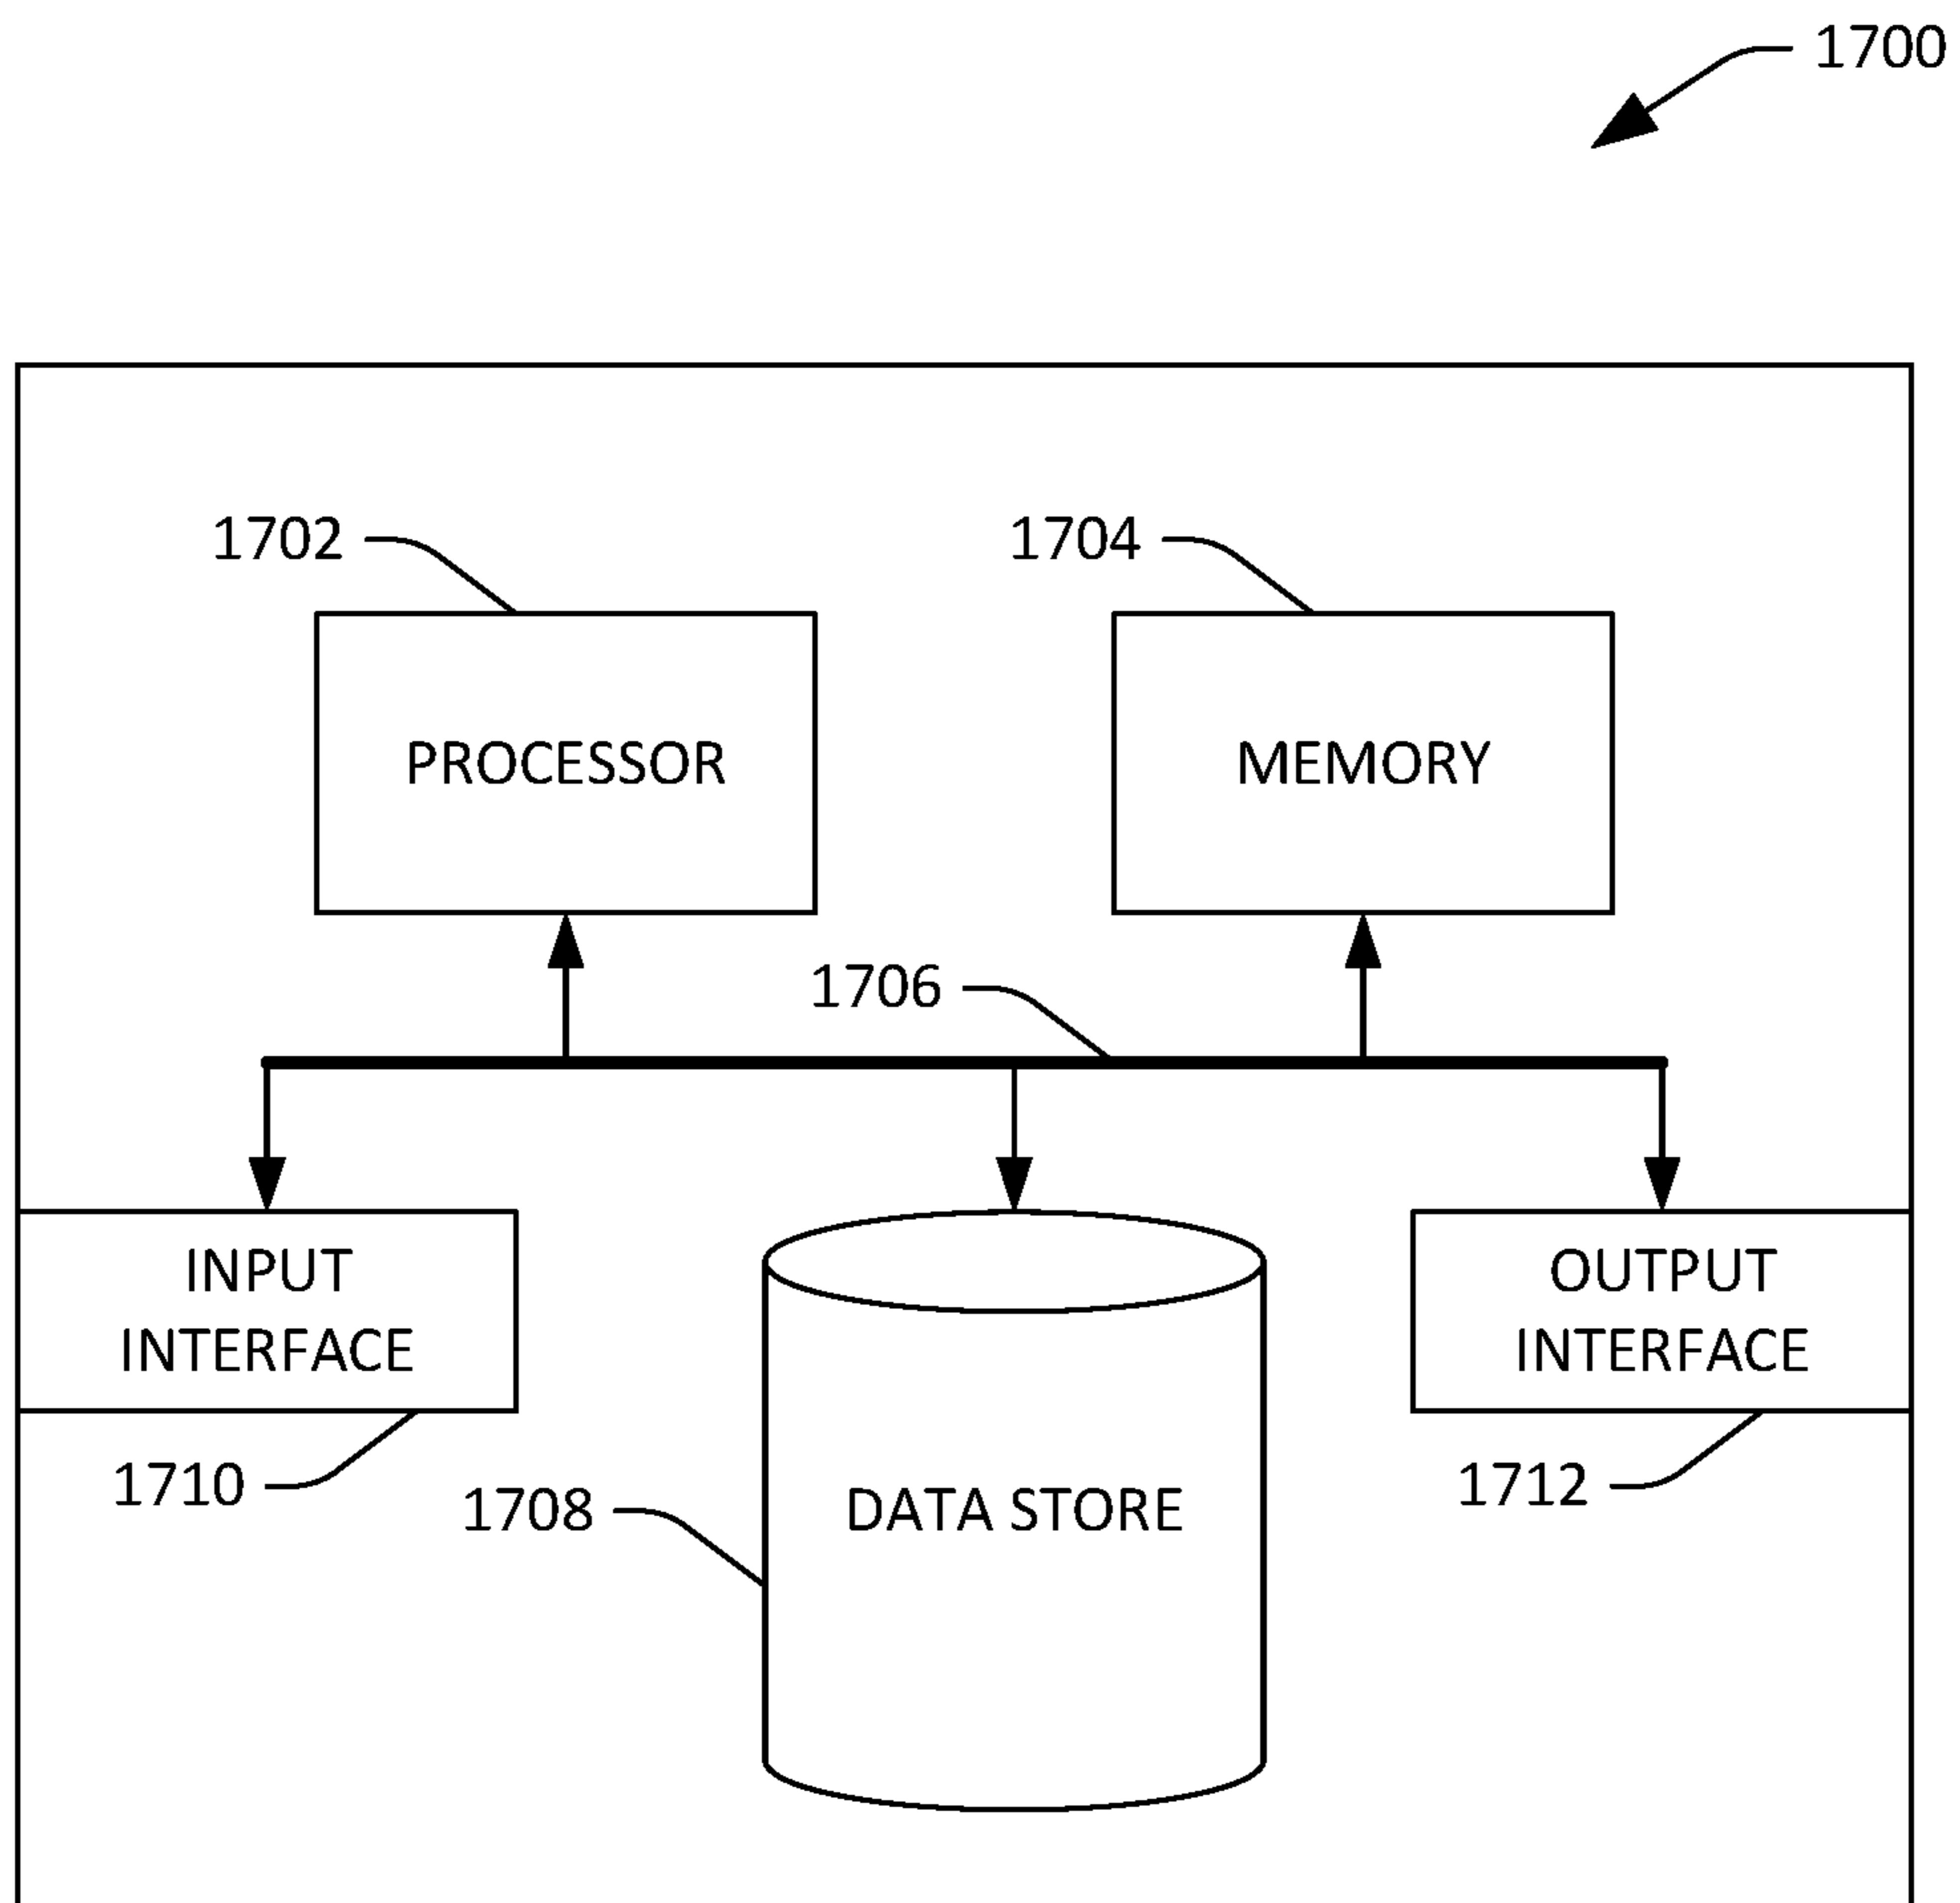 1700
1702
1704
PROCESSOR
MEMORY
1706
INPUT
INTERFACE
OUTPUT
INTERFACE
1710
1708
DATA STORE
1712